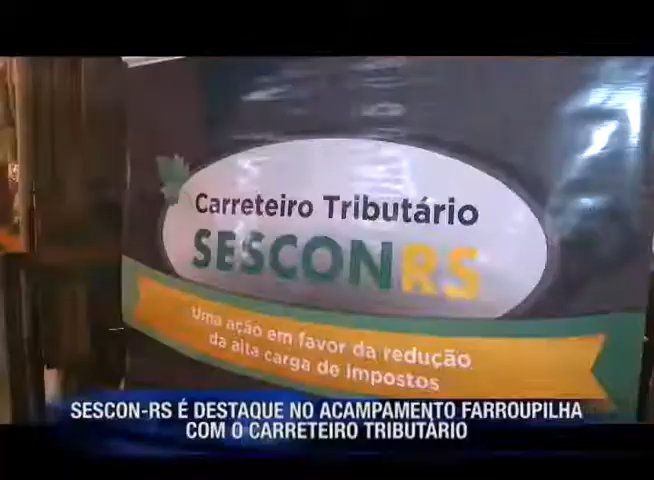 Carreteiro Tributário
SESCONRS
Uma ação em favor da redução
da alta carga de impostos
SESCON-RS É DESTAQUE NO ACAMPAMENTO FARROUPILHA
COM O CARRETEIRO TRIBUTÁRIO